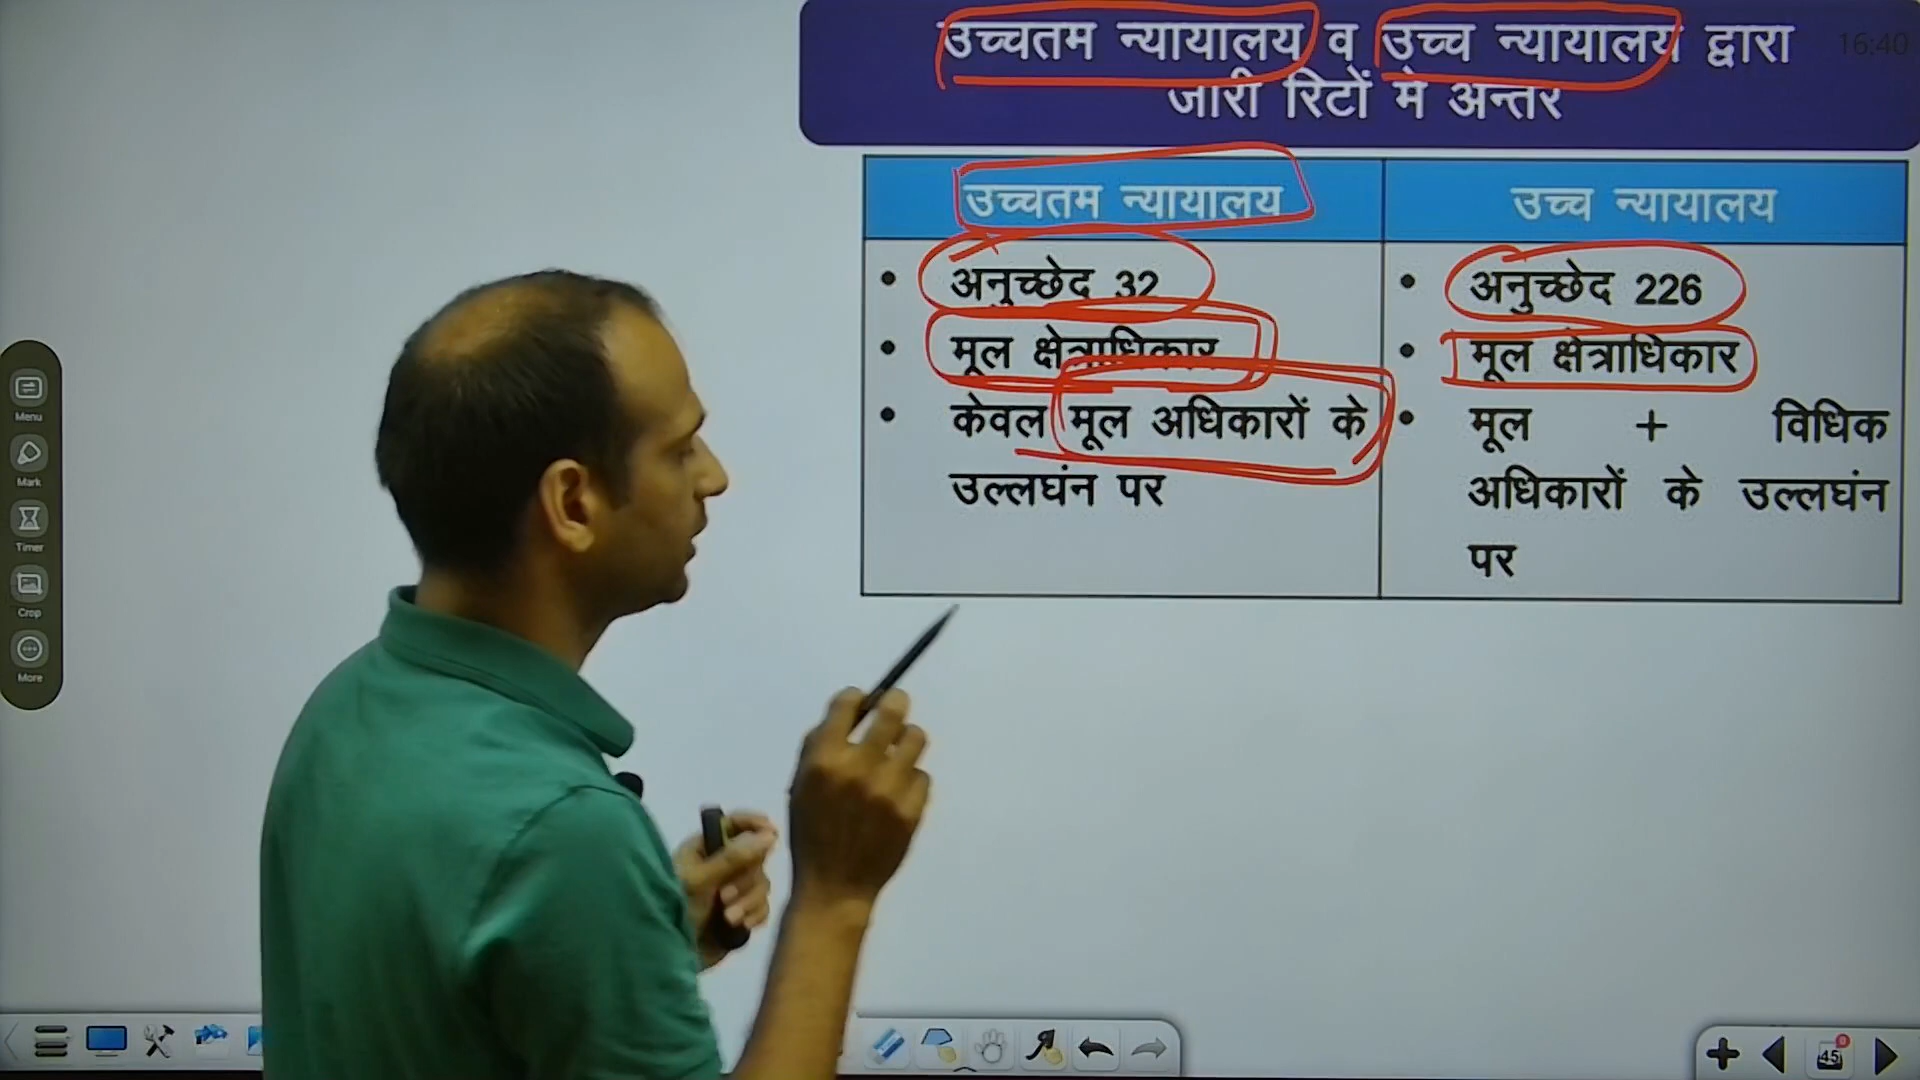 उच्चतम न्यायालय व उच्च न्यायालय द्वारा
जारी रिटों में अन्तर
16:40
उच्चतम न्यायालय
उच्च न्यायालय
• अनुच्छेद 32
• मूल क्षेत्राधिकार
• केवल मूल अधिकारों के
उल्लघंन पर
• अनुच्छेद 226
• मूल क्षेत्राधिकार
• मूल + विधिक
अधिकारों के उल्लघंन
पर
Menu
Mark
Timer
Crop
More
45
0